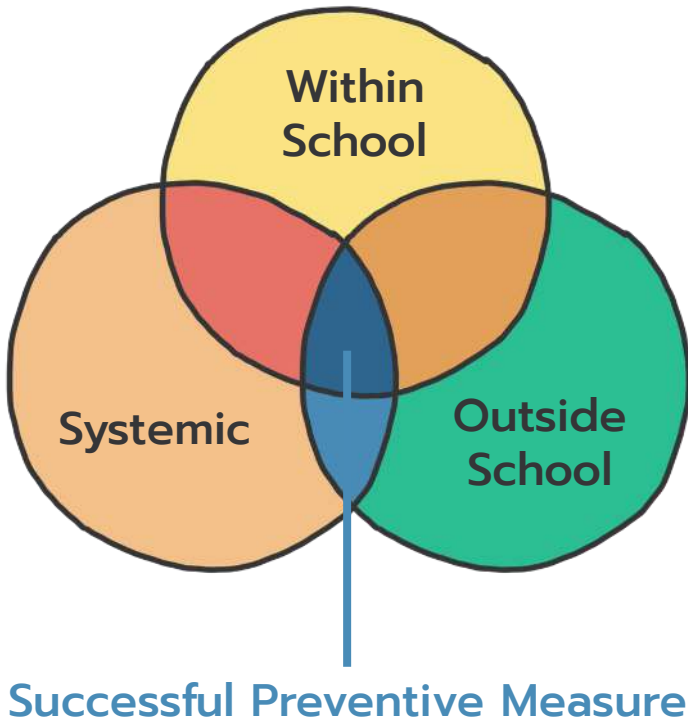 Within
School
Systemic
Outside
School
Successful Preventive Measure